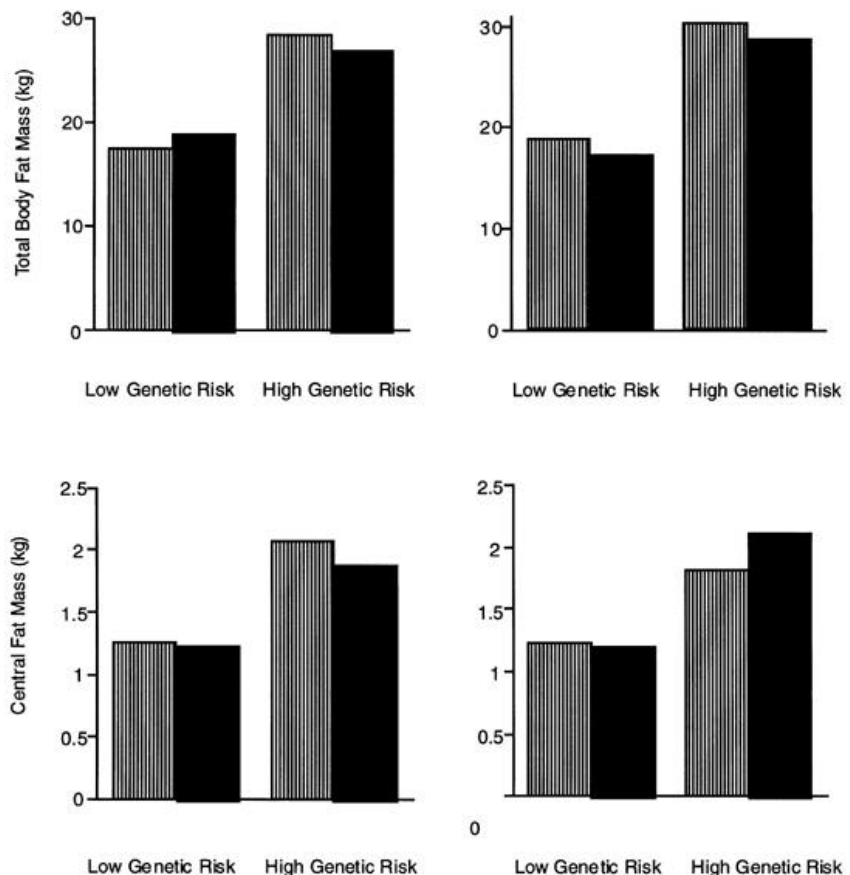 Total Body Fat Mass (kg)
30
20
10
0
Low Genetic Risk
High Genetic Risk
30
20
10
0
Low Genetic Risk
High Genetic Risk
Central Fat Mass (kg)
2.5
2
1.5
1
0.5
0
Low Genetic Risk
High Genetic Risk
2.5
2
1.5
1
0.5
0
Low Genetic Risk
High Genetic Risk